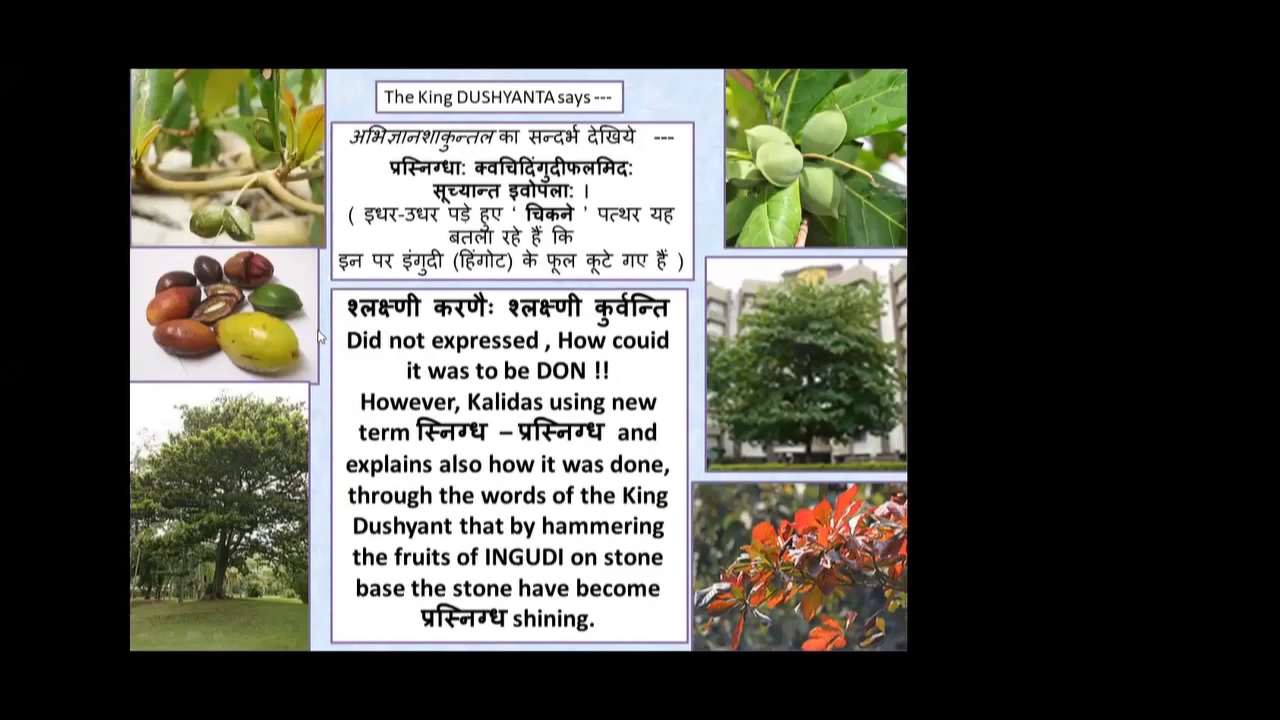 The King DUSHYANTA says ---
अभिज्ञानशाकुन्तल का सन्दर्भ देखिये ---
प्रस्निग्धा: क्वचिदिंगुदीफलमिद:
सूच्यान्त इवोपला: ।
( इधर-उधर पड़े हुए ' चिकने ' पत्थर यह
बतला रहे हैं कि
इन पर इंगुदी (हिंगोट) के फूल कूटे गए हैं )
श्लक्ष्णी करणैः श्लक्ष्णी कुर्वन्ति
Did not expressed , How couid
it was to be DON !!
However, Kalidas using new
term स्निग्ध – प्रस्निग्ध and
explains also how it was done,
through the words of the King
Dushyant that by hammering
the fruits of INGUDI on stone
base the stone have become
प्रस्निग्ध shining.